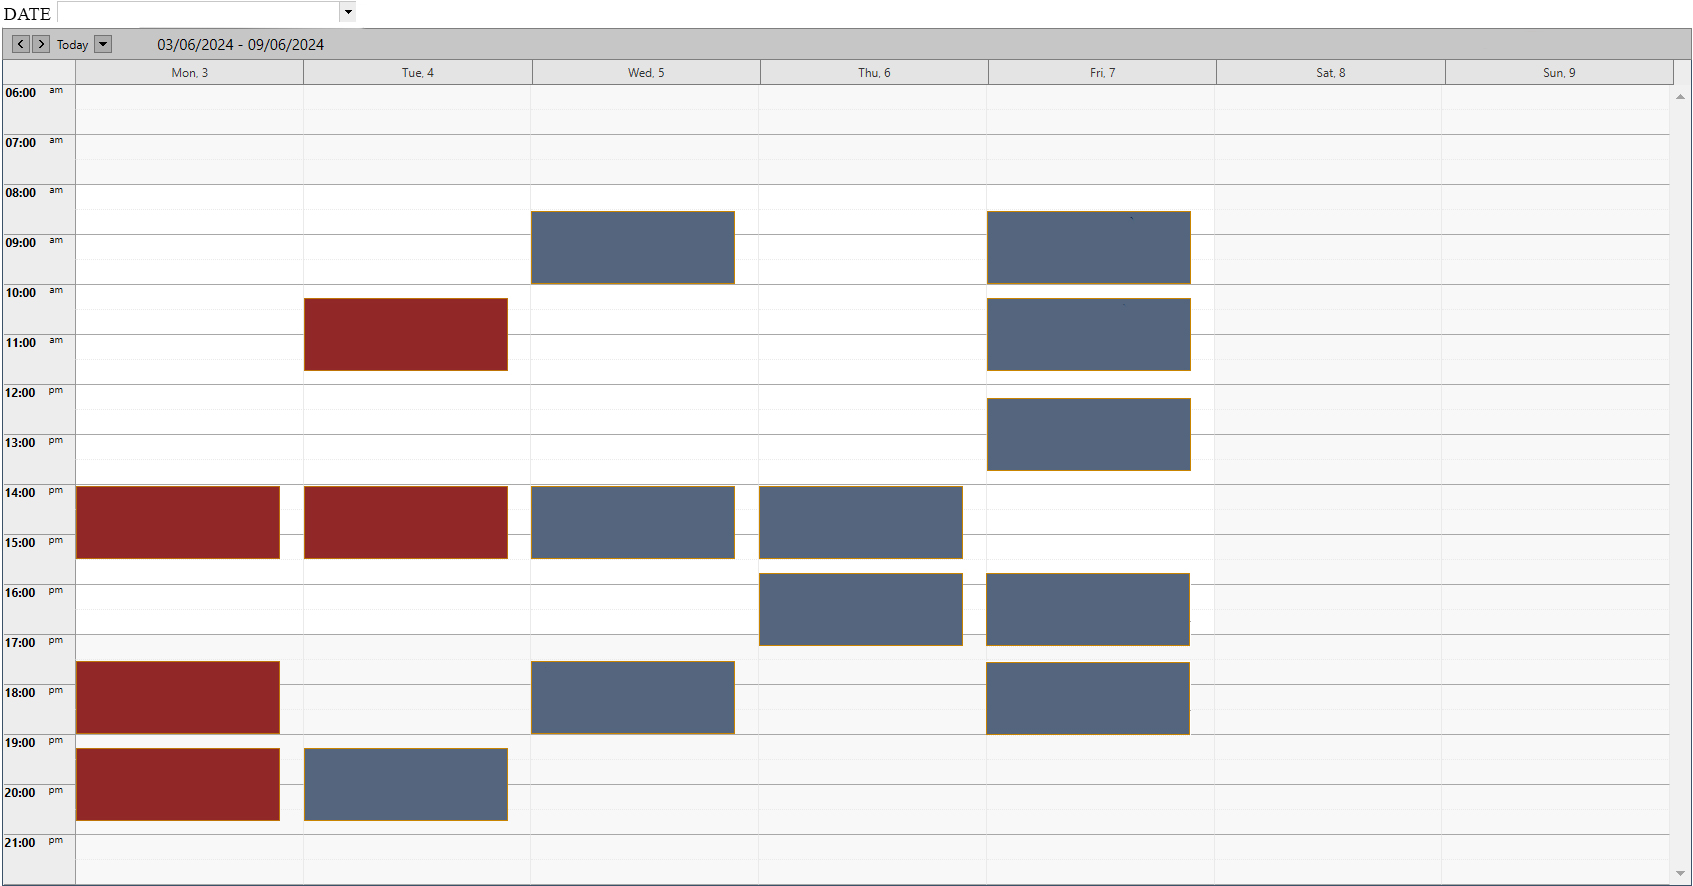 DATE
Today 03/06/2024 - 09/06/2024
Mon, 3 Tue, 4 Wed, 5 Thu, 6 Fri, 7 Sat, 8 Sun, 9
06:00 am
07:00 am
08:00 am
09:00 am
10:00 am
11:00 am
12:00 pm
13:00 pm
14:00 pm
15:00 pm
16:00 pm
17:00 pm
18:00 pm
19:00 pm
20:00 pm
21:00 pm